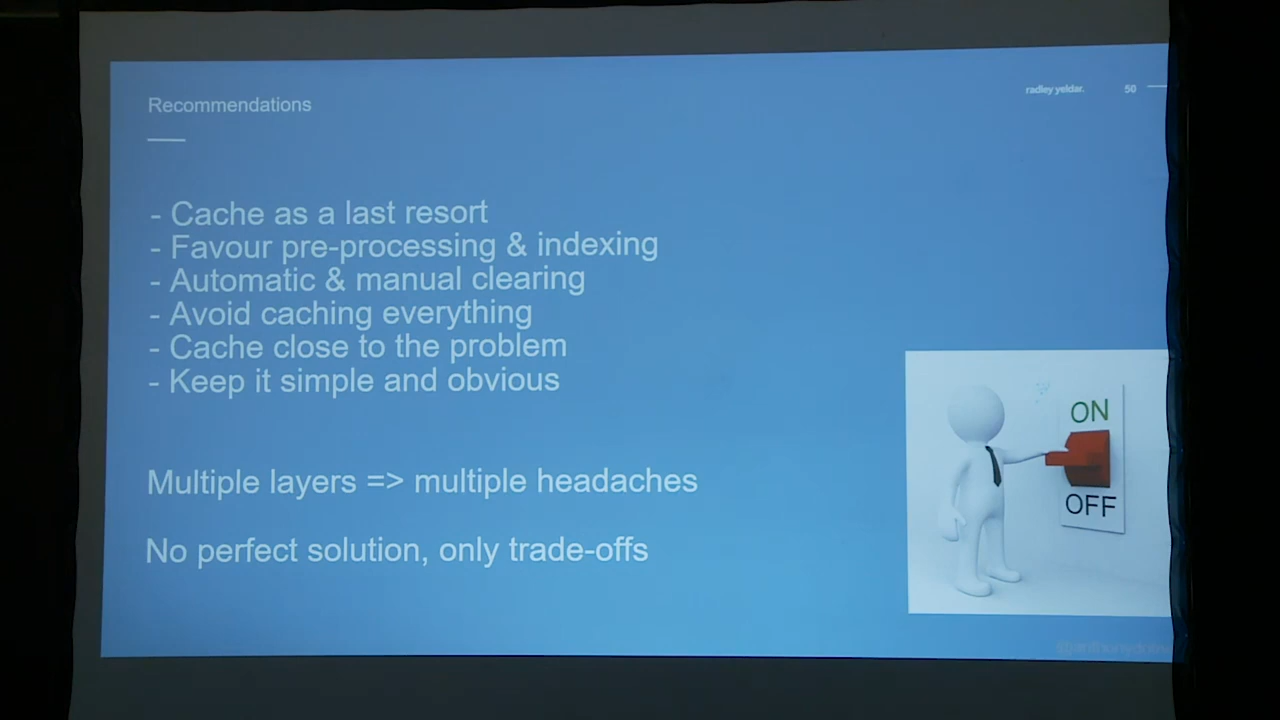 Recommendations
radley yeldar.
50
- Cache as a last resort
- Favour pre-processing & indexing
- Automatic & manual clearing
- Avoid caching everything
- Cache close to the problem
- Keep it simple and obvious
Multiple layers => multiple headaches
No perfect solution, only trade-offs
ON
OFF